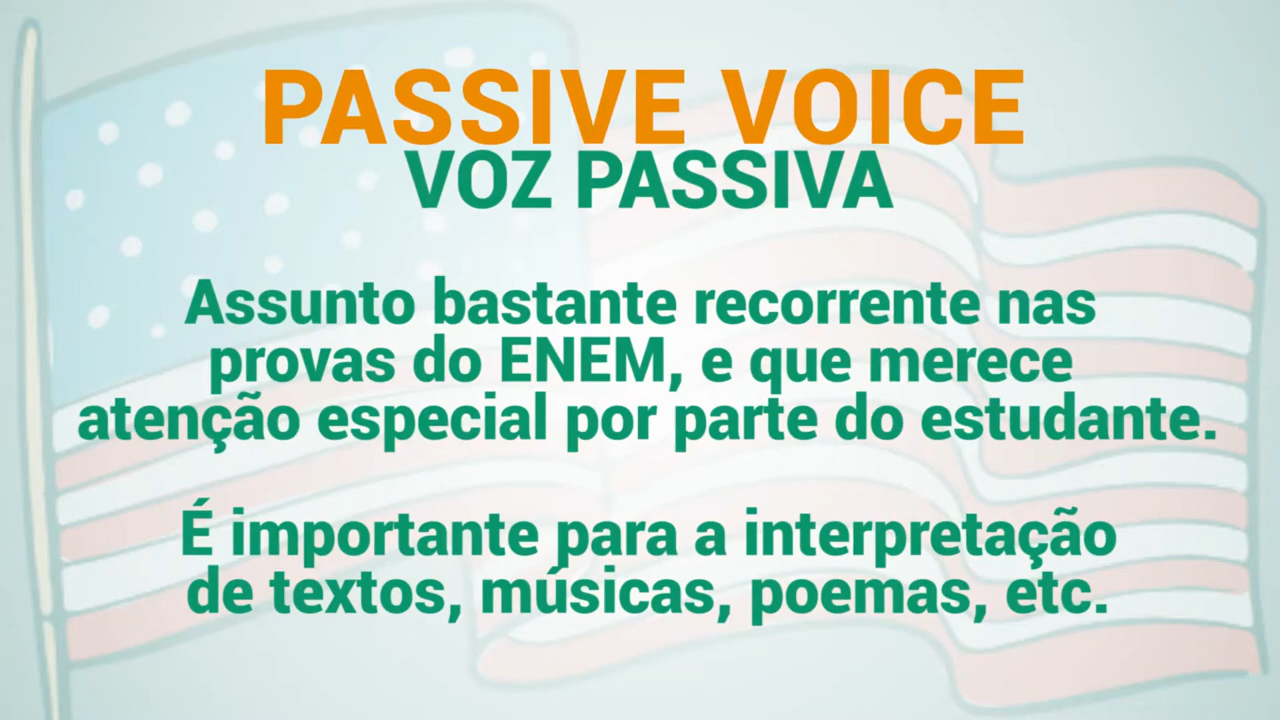 PASSIVE VOICE
VOZ PASSIVA
Assunto bastante recorrente nas
provas do ENEM, e que merece
atenção especial por parte do estudante.
É importante para a interpretação
de textos, músicas, poemas, etc.